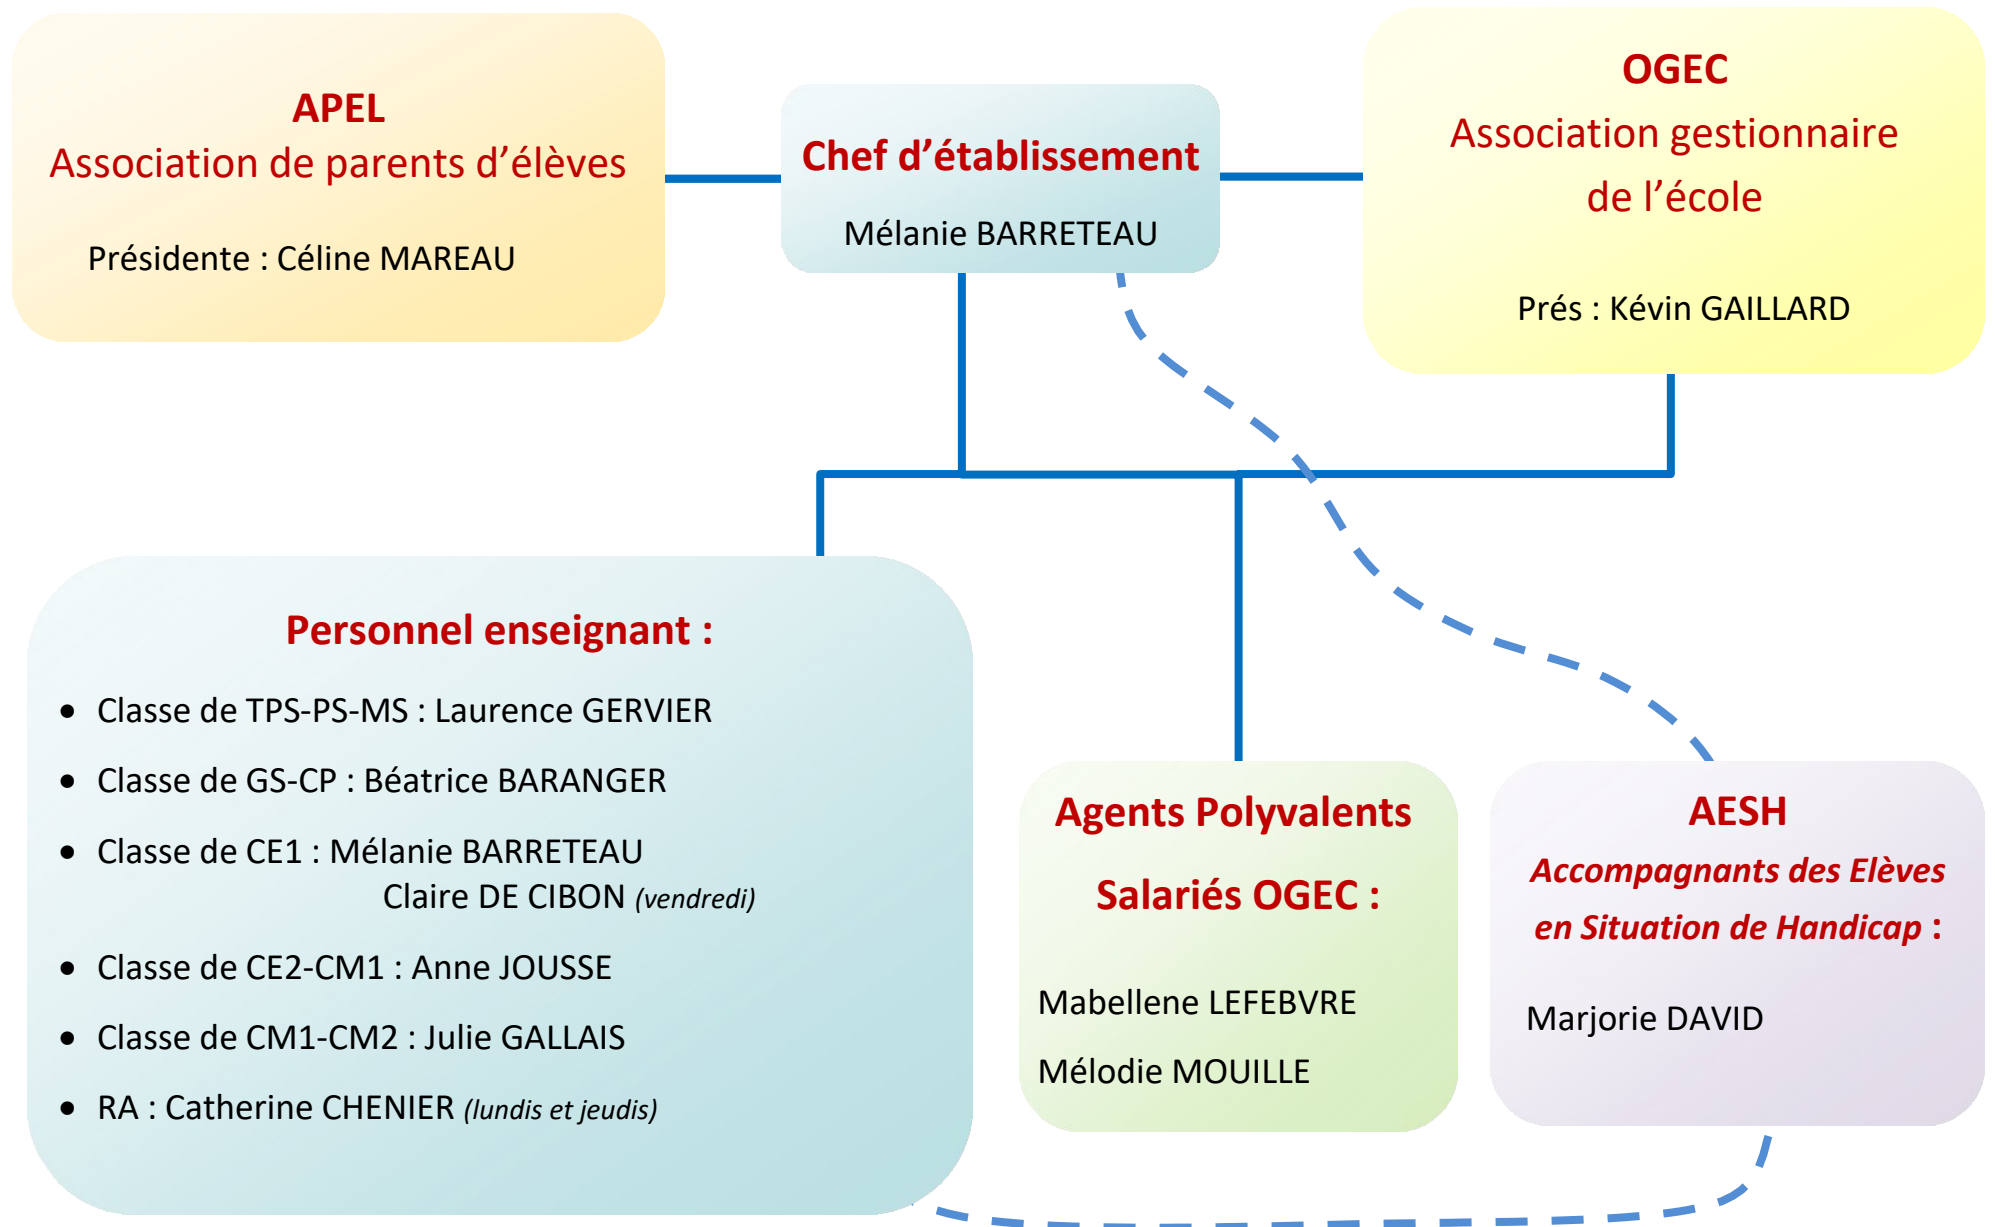 APEL
Association de parents d’élèves
Présidente : Céline MAREAU
Chef d’établissement
Mélanie BARRETEAU
OGEC
Association gestionnaire
de l’école
Prés : Kévin GAILLARD
Personnel enseignant :
• Classe de TPS-PS-MS : Laurence GERVIER
• Classe de GS-CP : Béatrice BARANGER
• Classe de CE1 : Mélanie BARRETEAU
Claire DE CIBON (vendredi)
• Classe de CE2-CM1 : Anne JOUSSE
• Classe de CM1-CM2 : Julie GALLAIS
• RA : Catherine CHENIER (lundis et jeudis)
Agents Polyvalents
Salariés OGEC :
Mabellene LEFEBVRE
Mélodie MOUILLE
AESH
Accompagnants des Elèves
en Situation de Handicap :
Marjorie DAVID